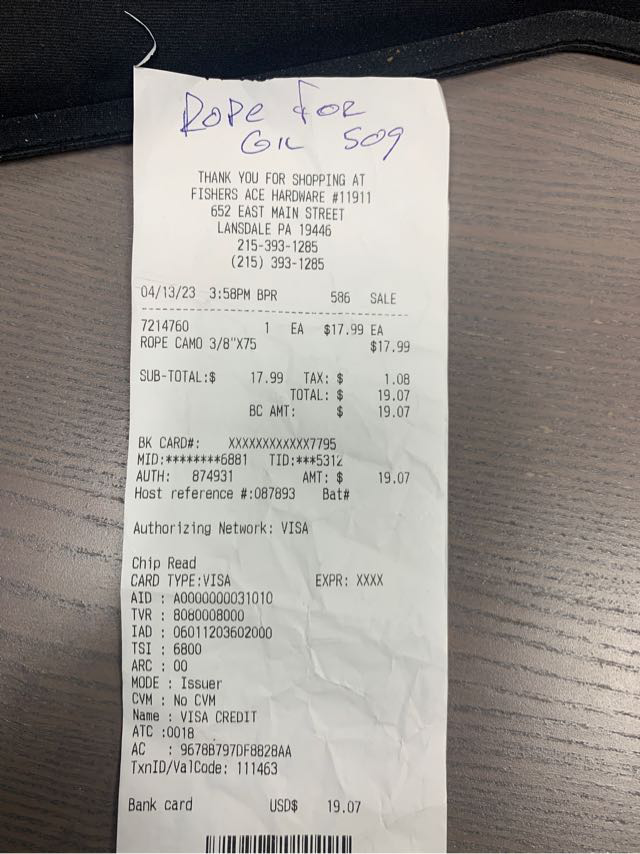 Rope for
GIL 509
THANK YOU FOR SHOPPING AT
FISHERS ACE HARDWARE #11911
652 EAST MAIN STREET
LANSDALE PA 19446
215-393-1285
(215) 393-1285
04/13/23 3:58PM BPR 586 SALE
7214760 1 EA $17.99 EA
ROPE CAMO 3/8"X75 $17.99
SUB-TOTAL:$ 17.99 TAX: $ 1.08
TOTAL: $ 19.07
BC AMT: $ 19.07
BK CARD#: XXXXXXXXXXXX7795
MID:********6881 TID:***5312
AUTH: 874931 AMT: $ 19.07
Host reference #:087893 Bat#
Authorizing Network: VISA
Chip Read
CARD TYPE:VISA EXPR: XXXX
AID : A0000000031010
TVR : 8080008000
IAD : 06011203602000
TSI : 6800
ARC : 00
MODE : Issuer
CVM : No CVM
Name : VISA CREDIT
ATC :0018
AC : 9678B797DF8B28AA
TxnID/ValCode: 111463
Bank card USD$ 19.07